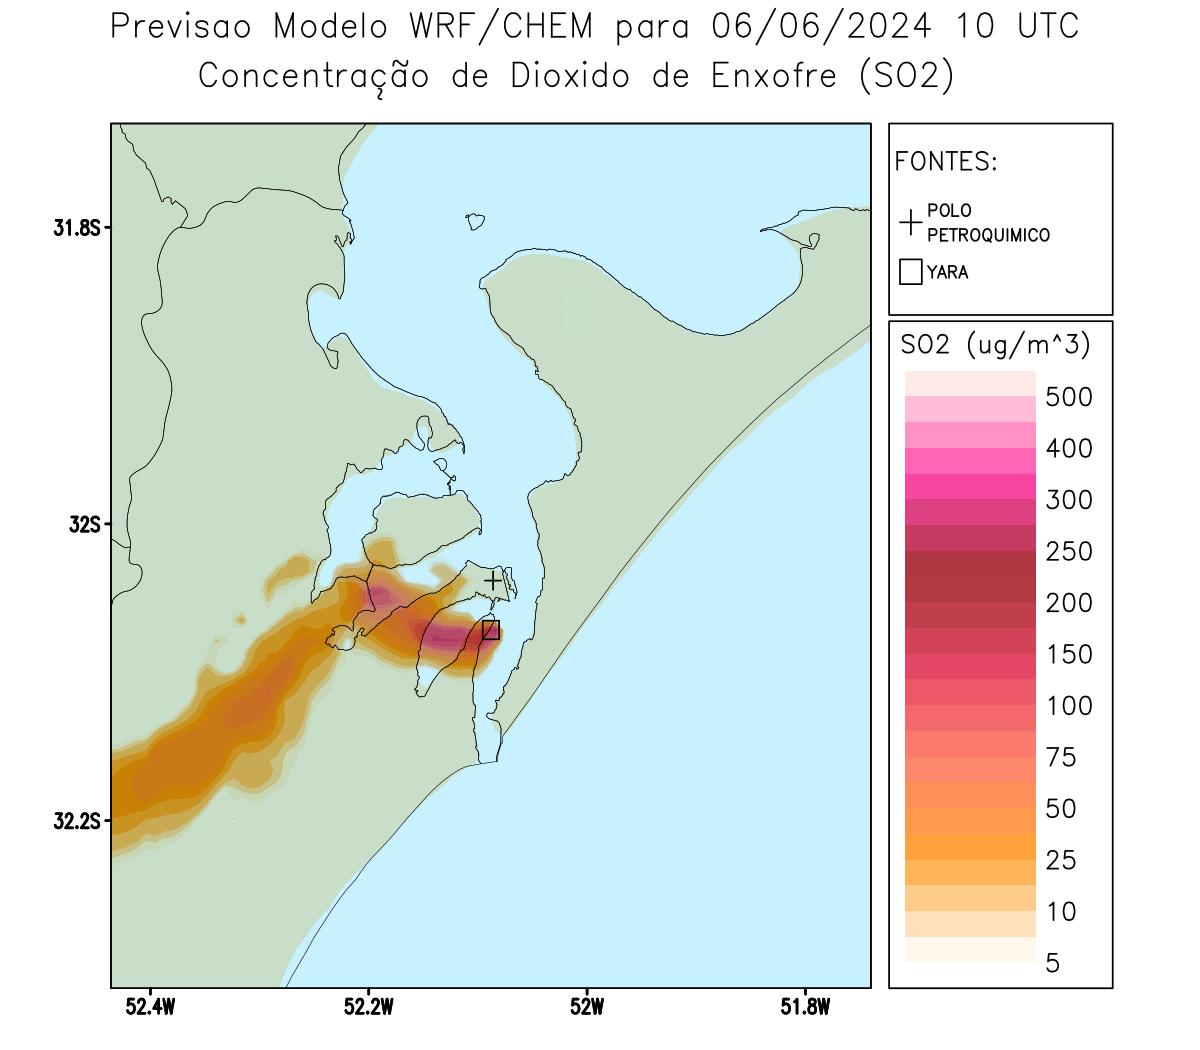 Previsao Modelo WRF/CHEM para 06/06/2024 10 UTC
Concentração de Dioxido de Enxofre (SO2)
FONTES:
POLO
PETROQUIMICO
YARA
SO2 (ug/m^3)
500
400
300
250
200
150
100
75
50
25
10
5
31.8S
32S
32.2S
52.4W
52.2W
52W
51.8W